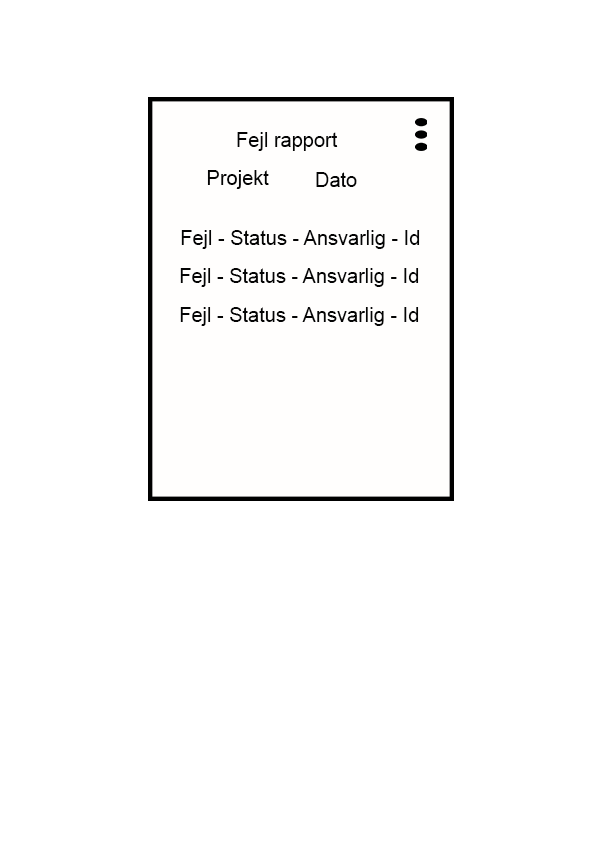 Fejl rapport
Projekt Dato
Fejl - Status - Ansvarlig - Id
Fejl - Status - Ansvarlig - Id
Fejl - Status - Ansvarlig - Id